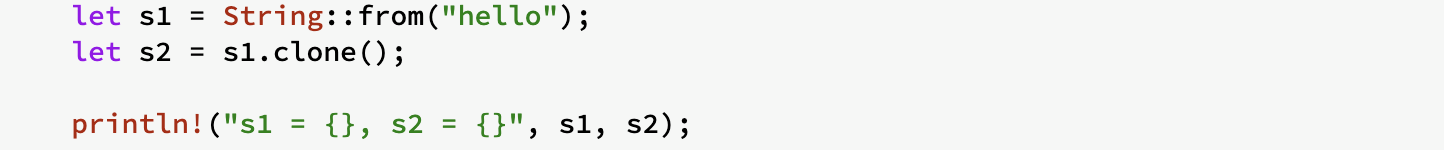 let s1 = String::from("hello");
let s2 = s1.clone();
println!("s1 = {}, s2 = {}", s1, s2);